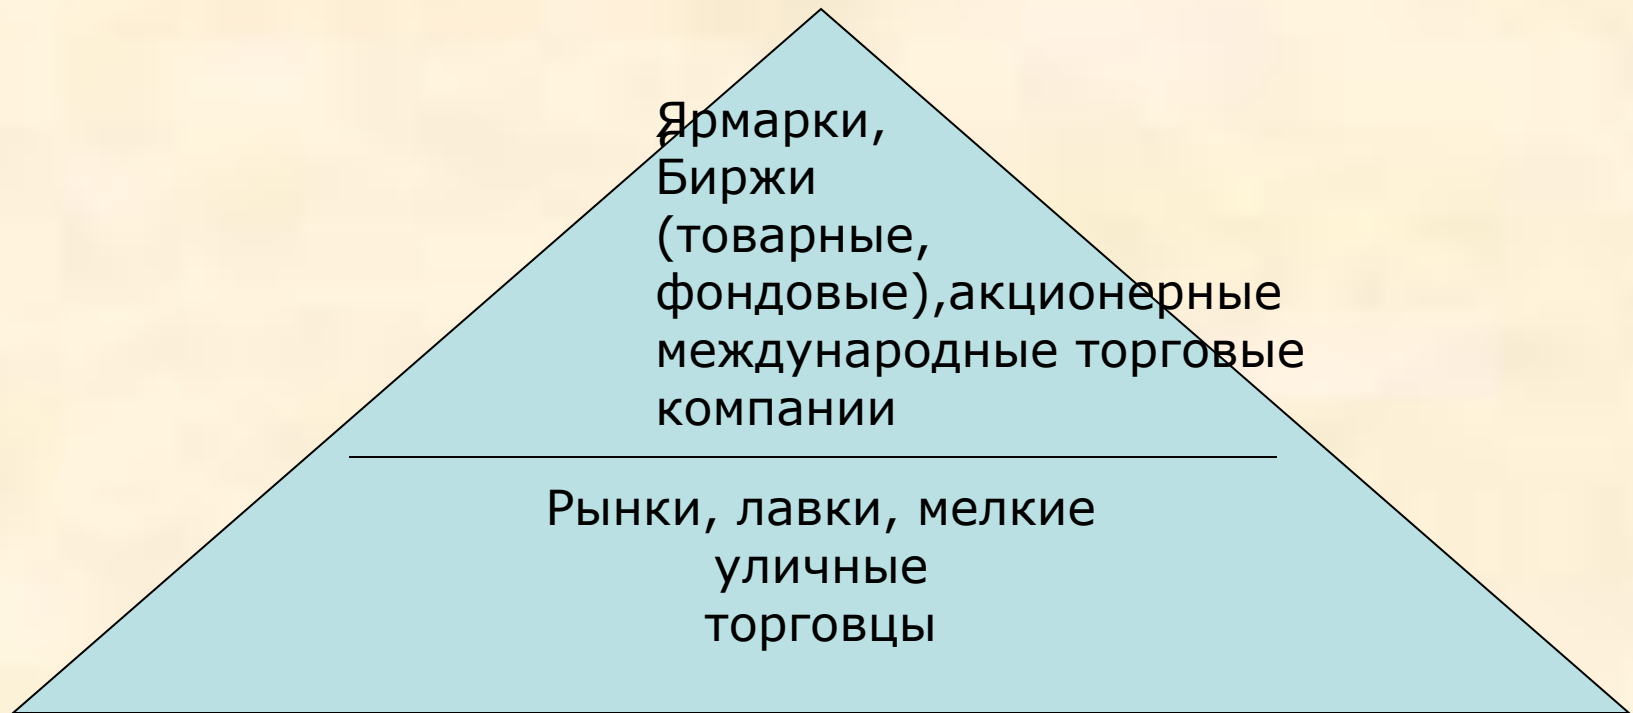 Ярмарки,
Биржи
(товарные,
фондовые),акционерные
международные торговые
компании
Рынки, лавки, мелкие
уличные
торговцы